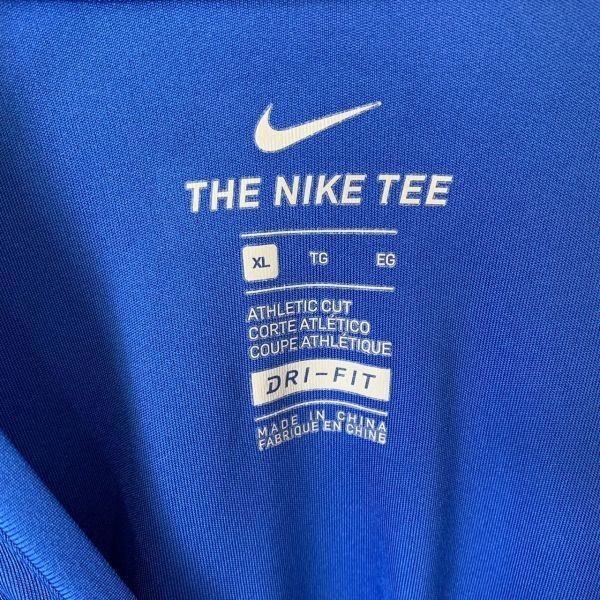 THE NIKE TEE
XL TG EG
ATHLETIC CUT
CORTE ATLÉTICO
COUPE ATHLÉTIQUE
DRI-FIT
MADE IN CHINA
FABRIQUE EN CHINE